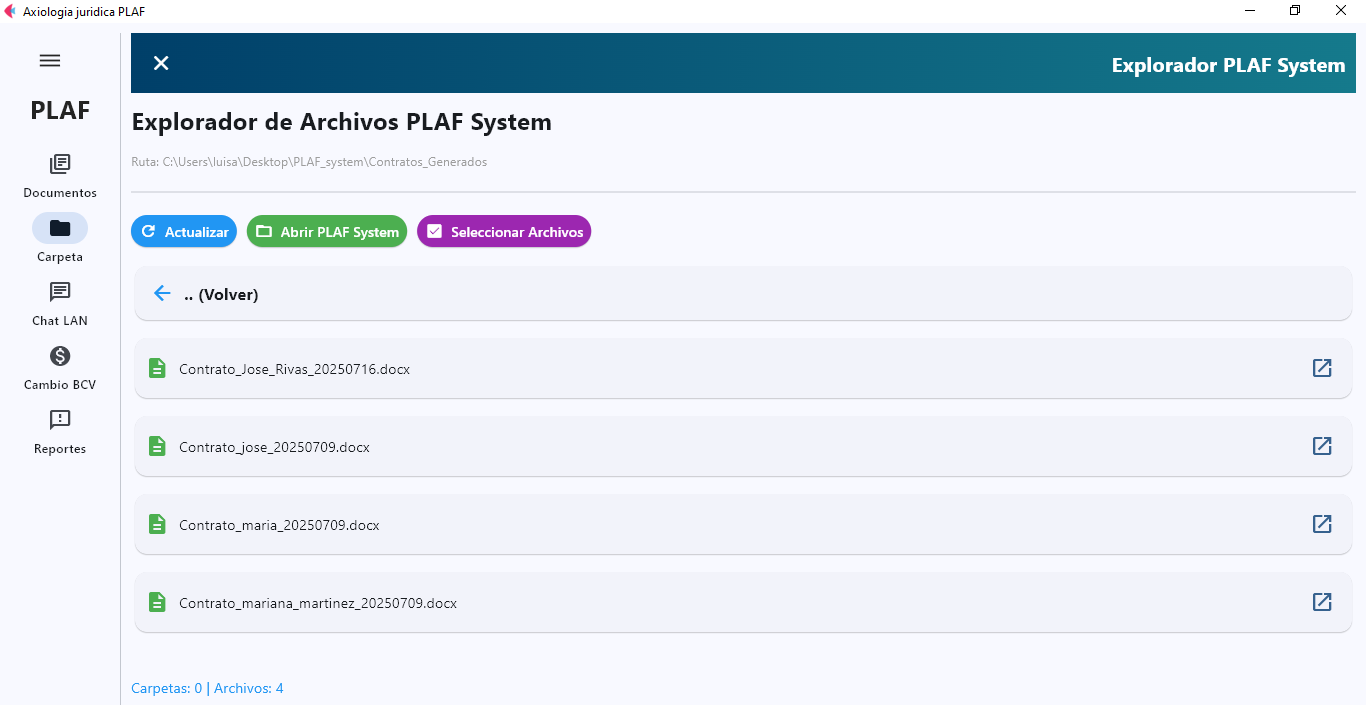 Axiologia juridica PLAF
PLAF
Documentos
Carpeta
Chat LAN
Cambio BCV
Reportes
Explorador PLAF System
Explorador de Archivos PLAF System
Ruta: C:\Users\luisa\Desktop\PLAF_system\Contratos_Generados
Actualizar Abrir PLAF System Seleccionar Archivos
.. (Volver)
Contrato_Jose_Rivas_20250716.docx
Contrato_jose_20250709.docx
Contrato_maria_20250709.docx
Contrato_mariana_martinez_20250709.docx
Carpetas: 0 | Archivos: 4